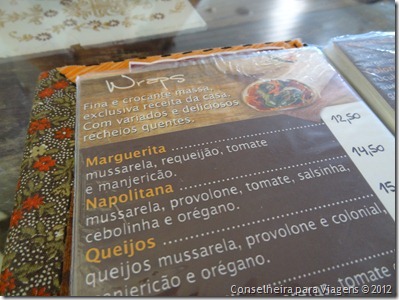 Wraps
Fina e crocante massa,
exclusiva receita da casa.
Com variados e deliciosos
recheios quentes.
Marguerita ........................ 12,50
mussarela, requeijão, tomate
e manjericão.
Napolitana ........................ 14,50
mussarela, provolone, tomate, salsinha,
cebolinha e orégano.
Queijos ........................ 15
queijos mussarela, provolone e colonial,
manjericão e orégano.
tomate
Conselheira para Viagens © 2012